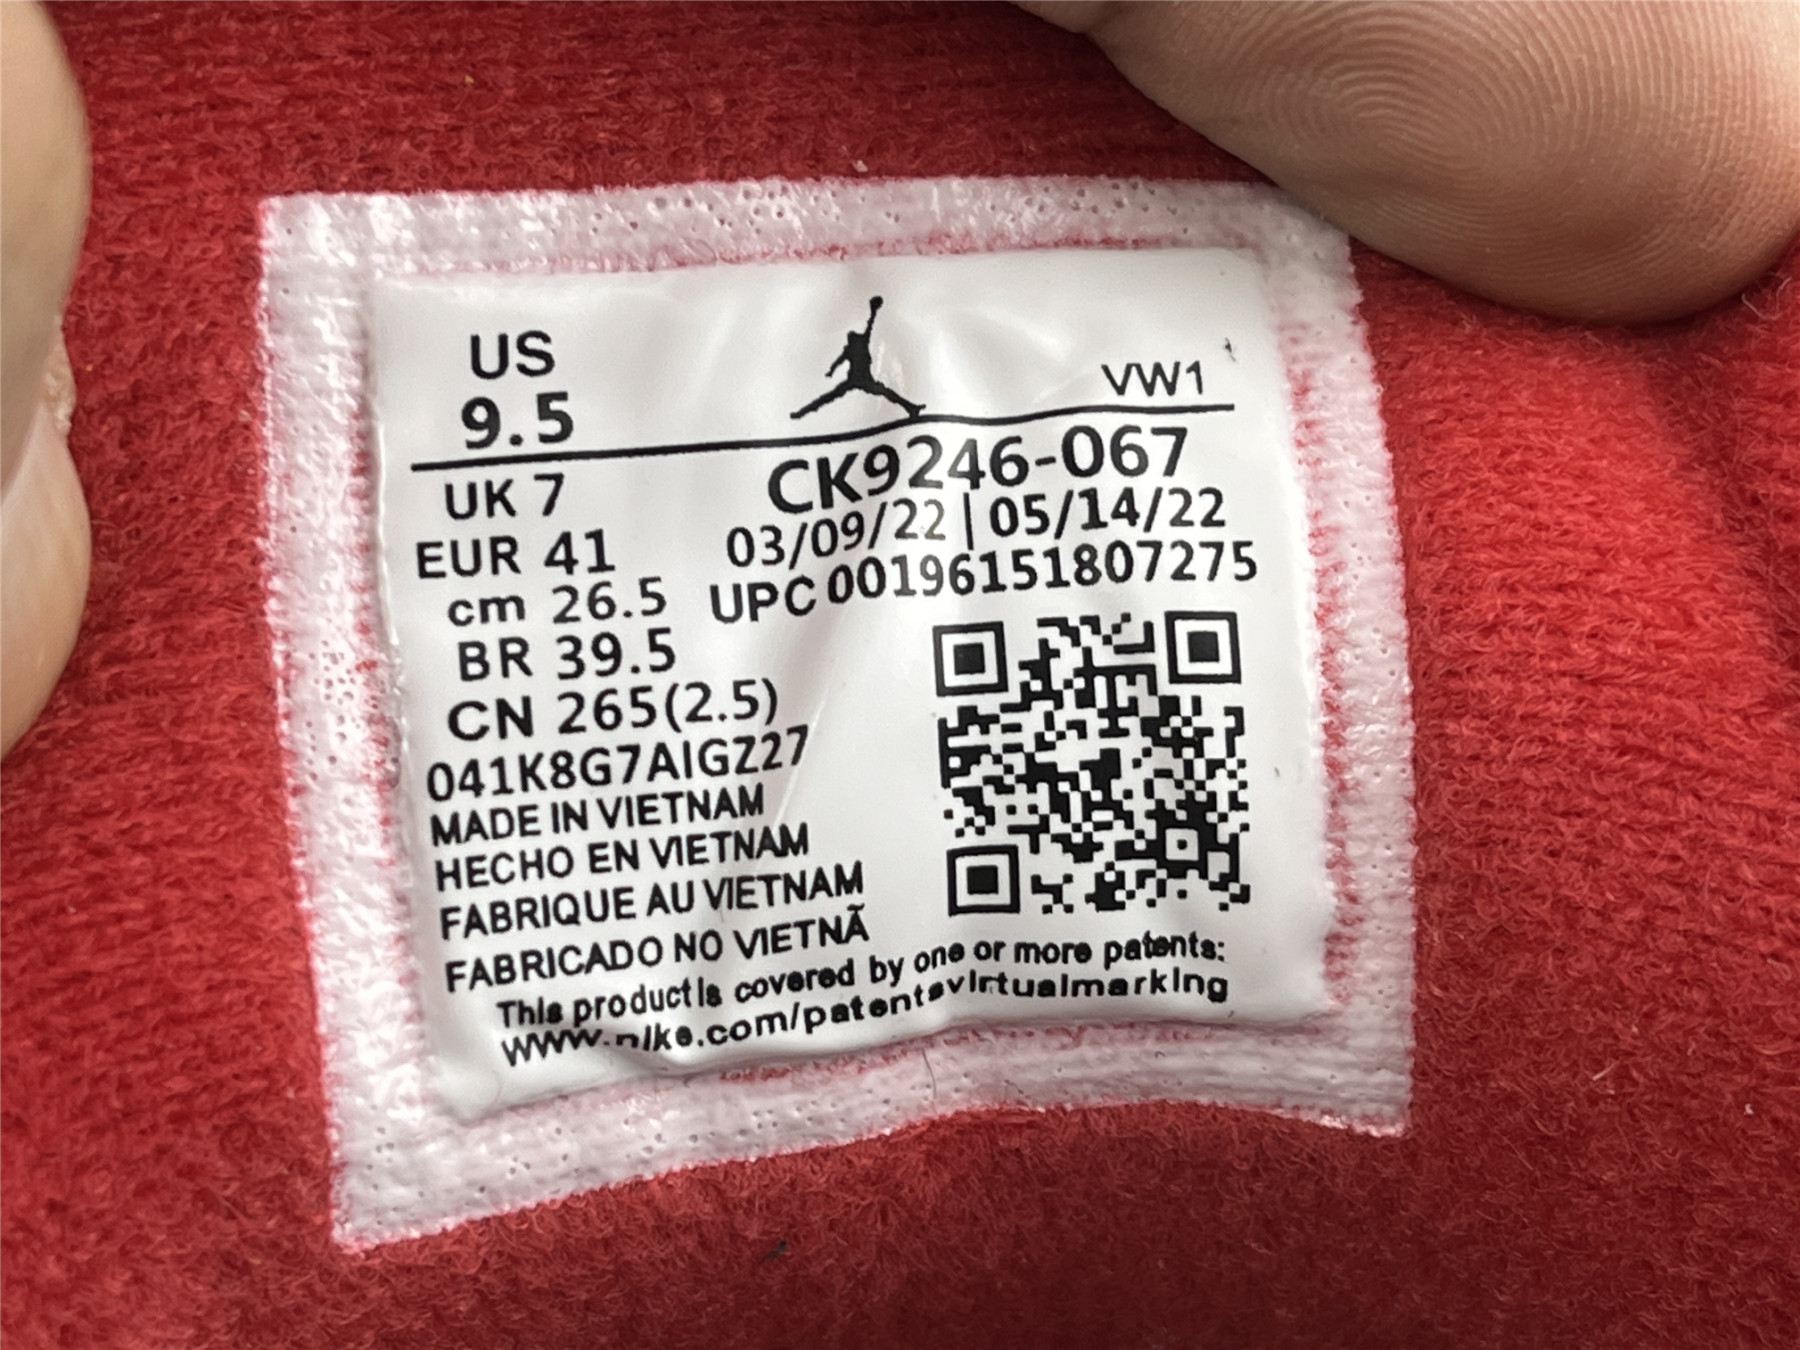 US
9.5
VW1
UK 7
EUR 41
cm 26.5
BR 39.5
CN 265(2.5)
CK9246-067
03/09/22 | 05/14/22
UPC 00196151807275
041K8G7AIGZ27
MADE IN VIETNAM
HECHO EN VIETNAM
FABRIQUE AU VIETNAM
FABRICADO NO VIETNÃ
This product is covered by one or more patents:
www.nike.com/patentsvirtualmarking